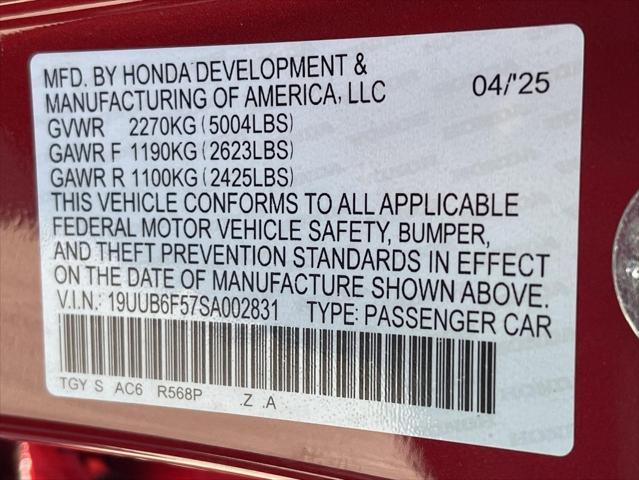 MFD. BY HONDA DEVELOPMENT &
MANUFACTURING OF AMERICA, LLC 04/'25
GVWR 2270KG (5004LBS)
GAWR F 1190KG (2623LBS)
GAWR R 1100KG (2425LBS)
THIS VEHICLE CONFORMS TO ALL APPLICABLE
FEDERAL MOTOR VEHICLE SAFETY, BUMPER,
AND THEFT PREVENTION STANDARDS IN EFFECT
ON THE DATE OF MANUFACTURE SHOWN ABOVE.
V.I.N.: 19UUB6F57SA002831 TYPE: PASSENGER CAR
TGY S AC6 R568P .Z .A